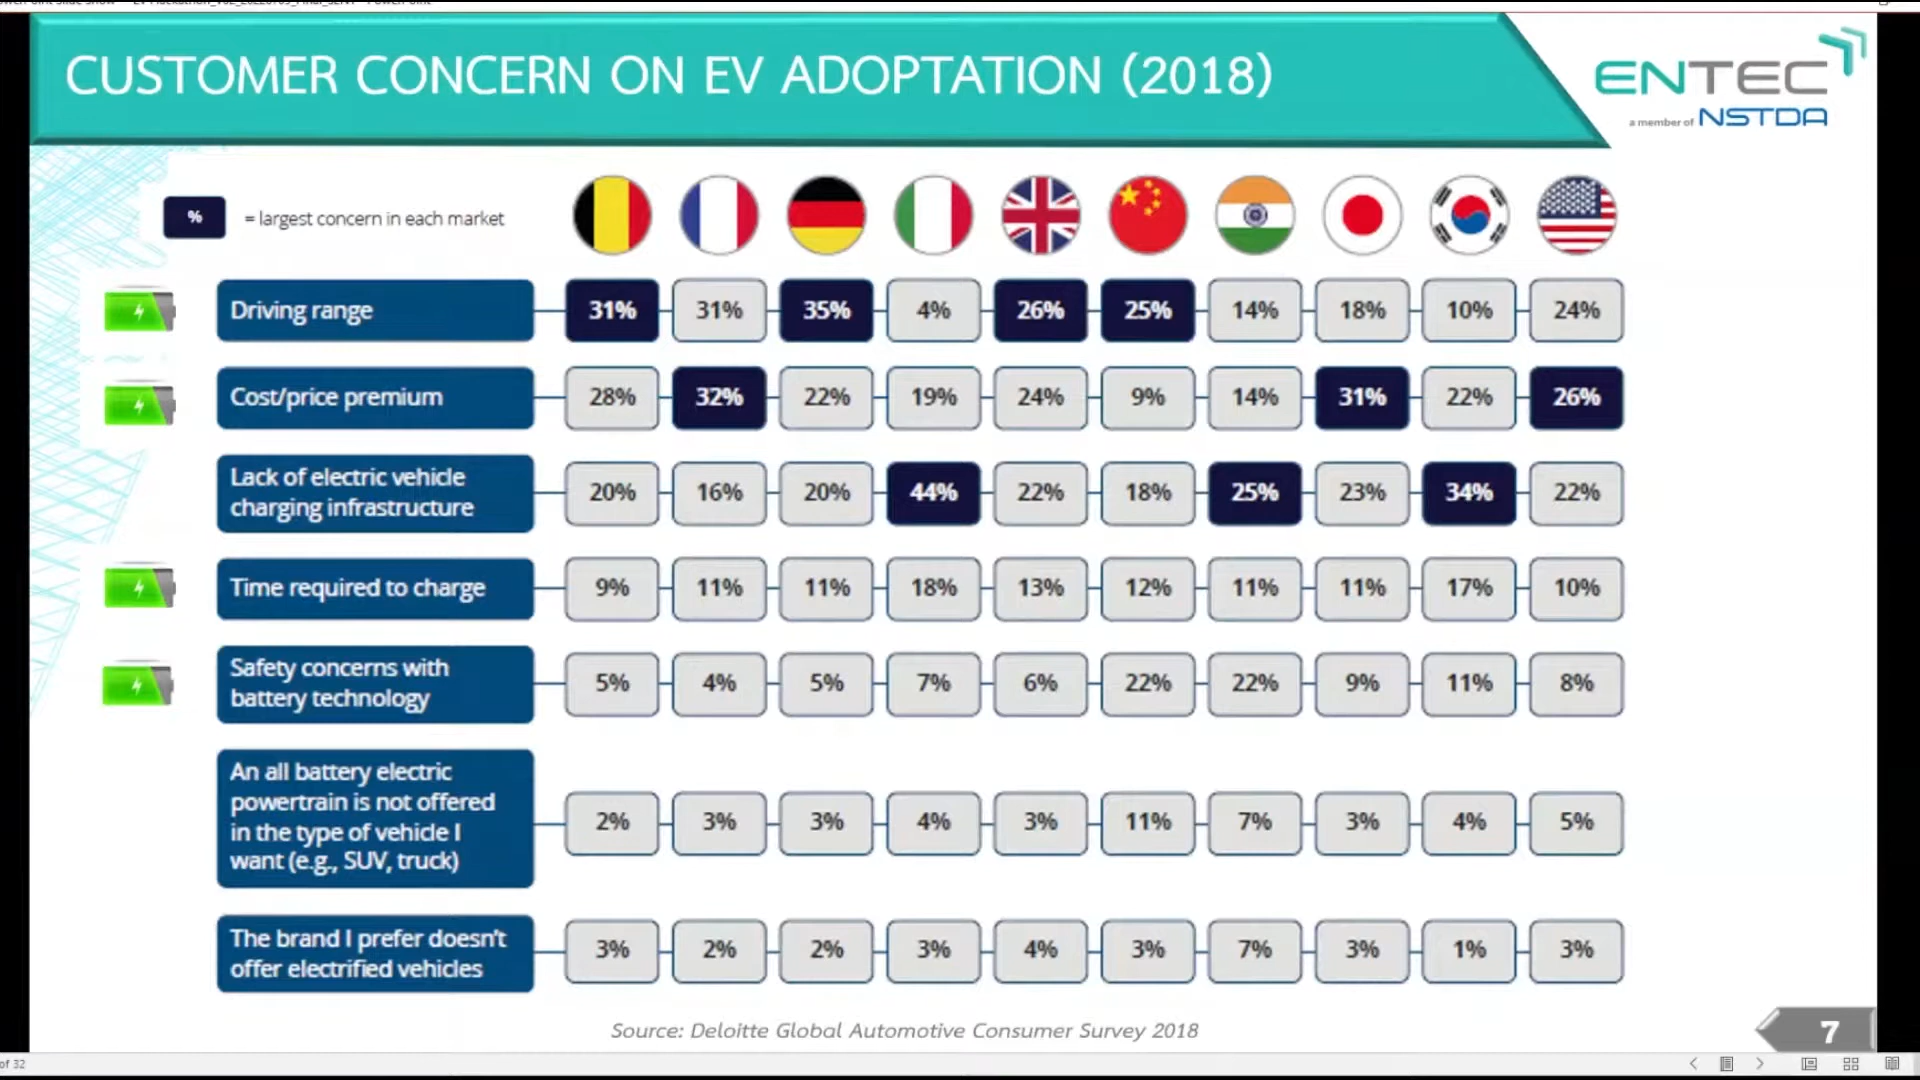 CUSTOMER CONCERN ON EV ADOPTATION (2018)
ENTEC
a member of NSTDA
% = largest concern in each market
Driving range 31% 31% 35% 4% 26% 25% 14% 18% 10% 24%
Cost/price premium 28% 32% 22% 19% 24% 9% 14% 31% 22% 26%
Lack of electric vehicle
charging infrastructure 20% 16% 20% 44% 22% 18% 25% 23% 34% 22%
Time required to charge 9% 11% 11% 18% 13% 12% 11% 11% 17% 10%
Safety concerns with
battery technology 5% 4% 5% 7% 6% 22% 22% 9% 11% 8%
An all battery electric
powertrain is not offered
in the type of vehicle I
want (e.g., SUV, truck) 2% 3% 3% 4% 3% 11% 7% 3% 4% 5%
The brand I prefer doesn't
offer electrified vehicles 3% 2% 2% 3% 4% 3% 7% 3% 1% 3%
Source: Deloitte Global Automotive Consumer Survey 2018
7
of 32